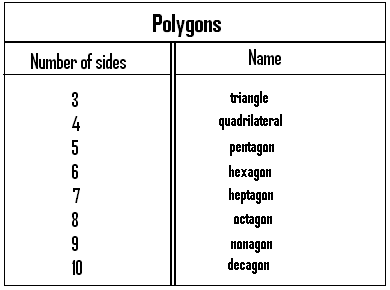 Polygons
Number of sides Name
3 triangle
4 quadrilateral
5 pentagon
6 hexagon
7 heptagon
8 octagon
9 nonagon
10 decagon